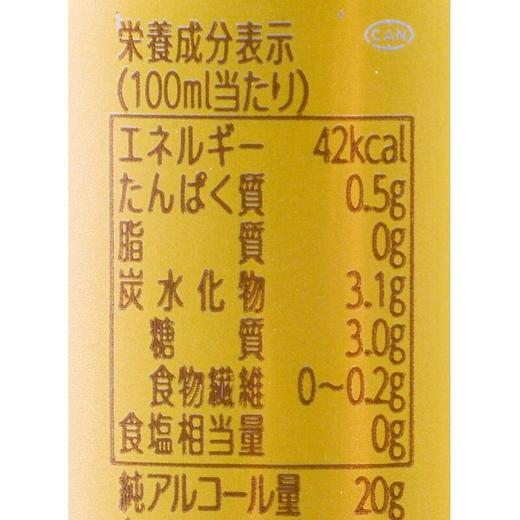 栄養成分表示
CAN
(100ml当たり)
エネルギー 42kcal
たんぱく質 0.5g
脂質 0g
炭水化物 3.1g
糖質 3.0g
食物繊維 0～0.2g
食塩相当量 0g
純アルコール量 20g